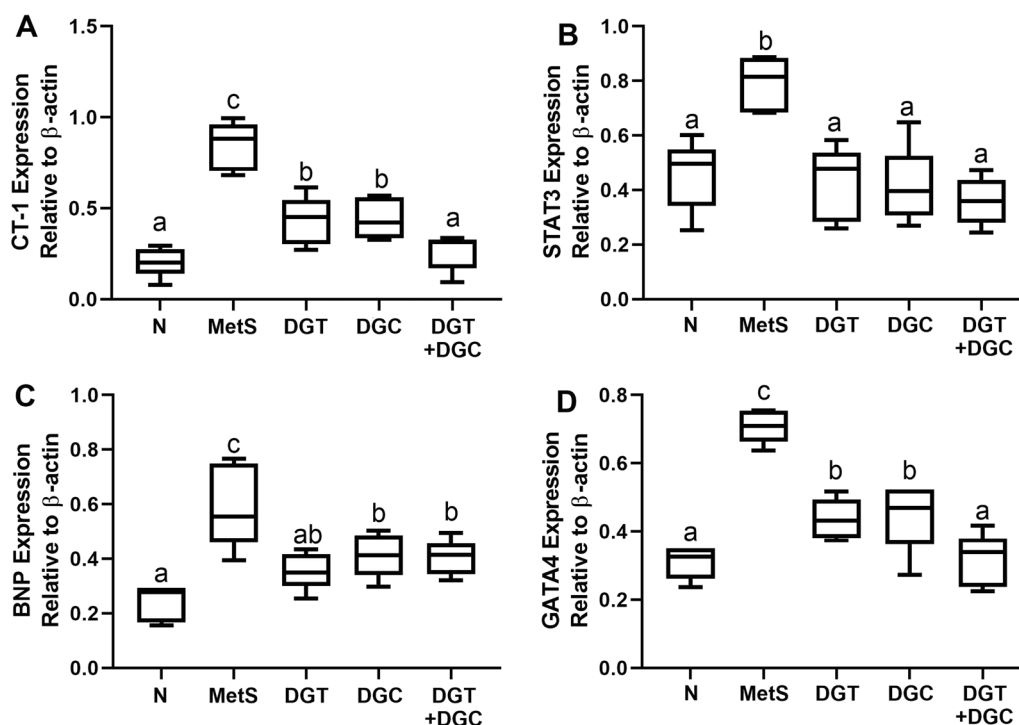 A
CT-1 Expression
Relative to β-actin
1.5
1.0
0.5
0.0
a
c
b
b
a
N MetS DGT DGC DGT
+DGC
B
STAT3 Expression
Relative to β-actin
1.0
0.8
0.6
0.4
0.2
0.0
a
b
a
a
a
N MetS DGT DGC DGT
+DGC
C
BNP Expression
Relative to β-actin
1.0
0.8
0.6
0.4
0.2
0.0
a
c
ab
b
b
N MetS DGT DGC DGT
+DGC
D
GATA4 Expression
Relative to β-actin
0.8
0.6
0.4
0.2
0.0
a
c
b
b
a
N MetS DGT DGC DGT
+DGC